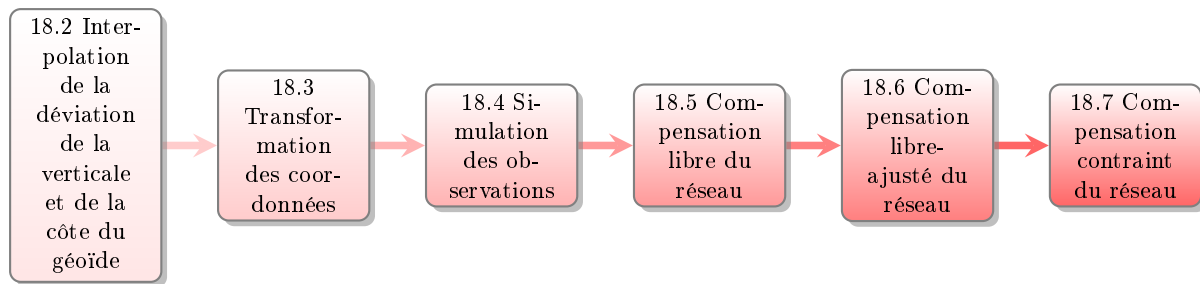 18.2 Inter-
polation
de la
déviation
de la
verticale
et de la
côte du
géoïde
18.3
Transfor-
mation
des coor-
données
18.4 Si-
mulation
des ob-
servations
18.5 Com-
pensation
libre du
réseau
18.6 Com-
pensation
libre-
ajusté du
réseau
18.7 Com-
pensation
contraint
du réseau